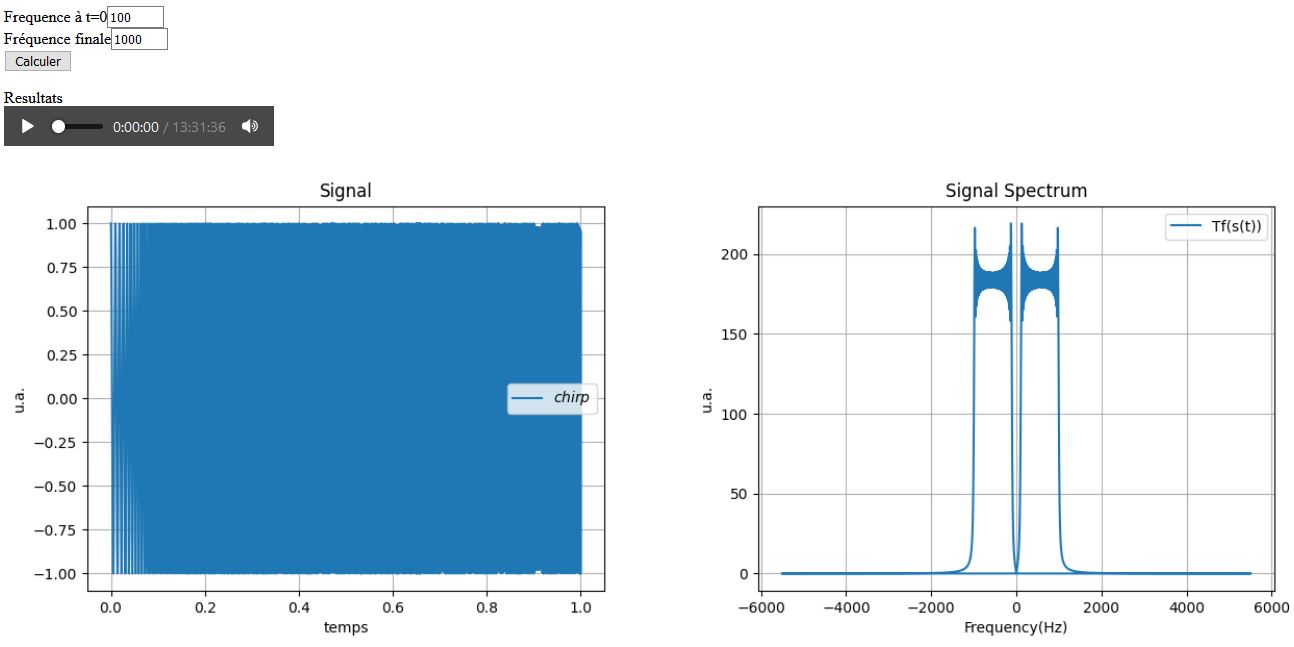 Frequence à t=0 100
Fréquence finale 1000
Calculer
Resultats
0:00:00 / 13:31:36
Signal
1.00
0.75
0.50
0.25
0.00
−0.25
−0.50
−0.75
−1.00
u.a.
chirp
0.0 0.2 0.4 0.6 0.8 1.0
temps
Signal Spectrum
Tf(s(t))
200
150
100
50
0
u.a.
−6000 −4000 −2000 0 2000 4000 6000
Frequency(Hz)